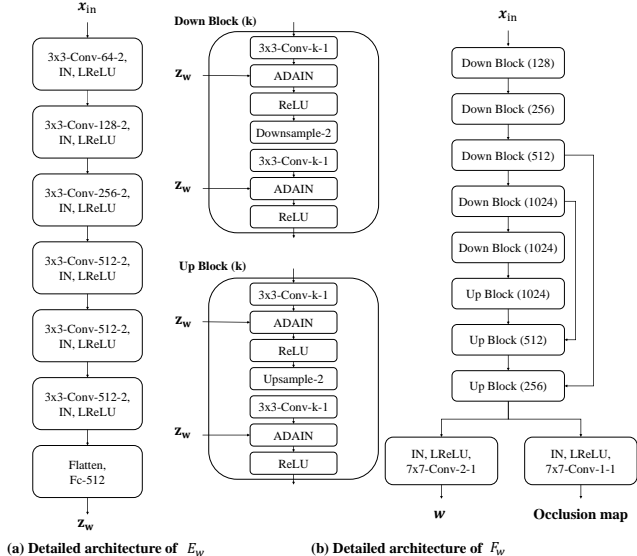 x_in
3x3-Conv-64-2,
IN, LReLU
3x3-Conv-128-2,
IN, LReLU
3x3-Conv-256-2,
IN, LReLU
3x3-Conv-512-2,
IN, LReLU
3x3-Conv-512-2,
IN, LReLU
3x3-Conv-512-2,
IN, LReLU
Flatten,
Fc-512
z_w
(a) Detailed architecture of E_w
Down Block (k)
3x3-Conv-k-1
z_w
ADAIN
ReLU
Downsample-2
3x3-Conv-k-1
z_w
ADAIN
ReLU
Up Block (k)
3x3-Conv-k-1
z_w
ADAIN
ReLU
Upsample-2
3x3-Conv-k-1
z_w
ADAIN
ReLU
x_in
Down Block (128)
Down Block (256)
Down Block (512)
Down Block (1024)
Down Block (1024)
Up Block (1024)
Up Block (512)
Up Block (256)
IN, LReLU,
7x7-Conv-2-1
IN, LReLU,
7x7-Conv-1-1
w
Occlusion map
(b) Detailed architecture of F_w